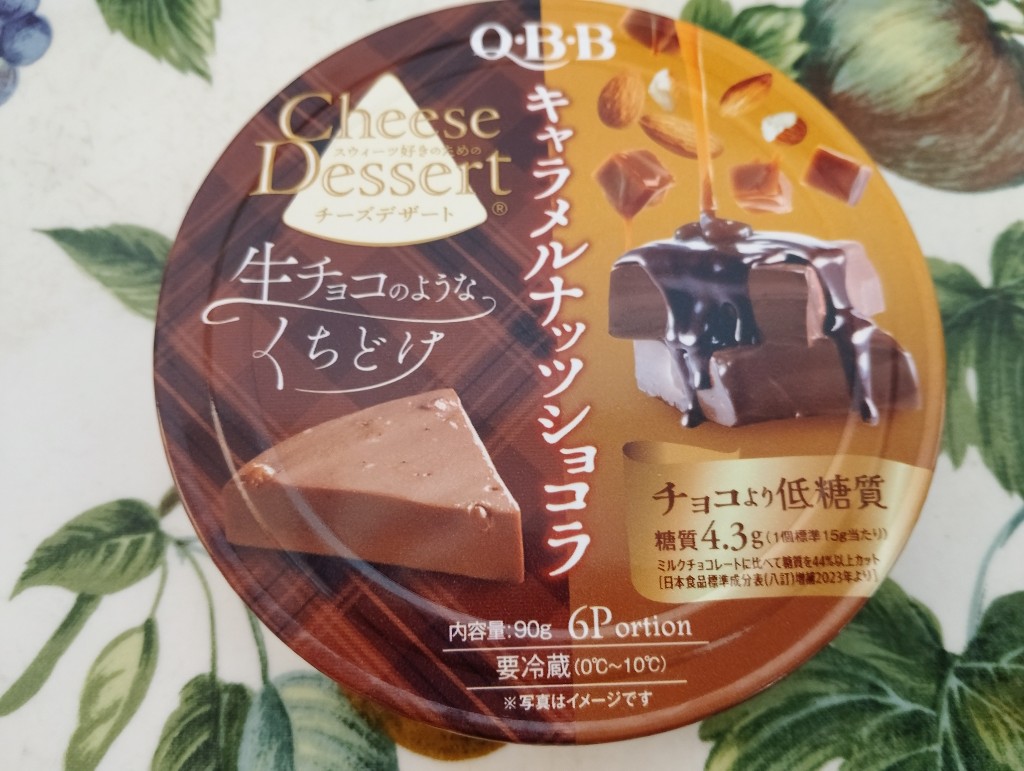 Q・B・B
Cheese
スウィーツ好きのための
Dessert
®
チーズデザート
生チョコのような
くちどけ
キャラメルナッツショコラ
チョコより低糖質
糖質4.3g(1個標準15g当たり)
ミルクチョコレートに比べて糖質を44%以上カット
[日本食品標準成分表(八訂)増補2023年より]
内容量:90g 6Portion
要冷蔵(0℃~10℃)
※写真はイメージです